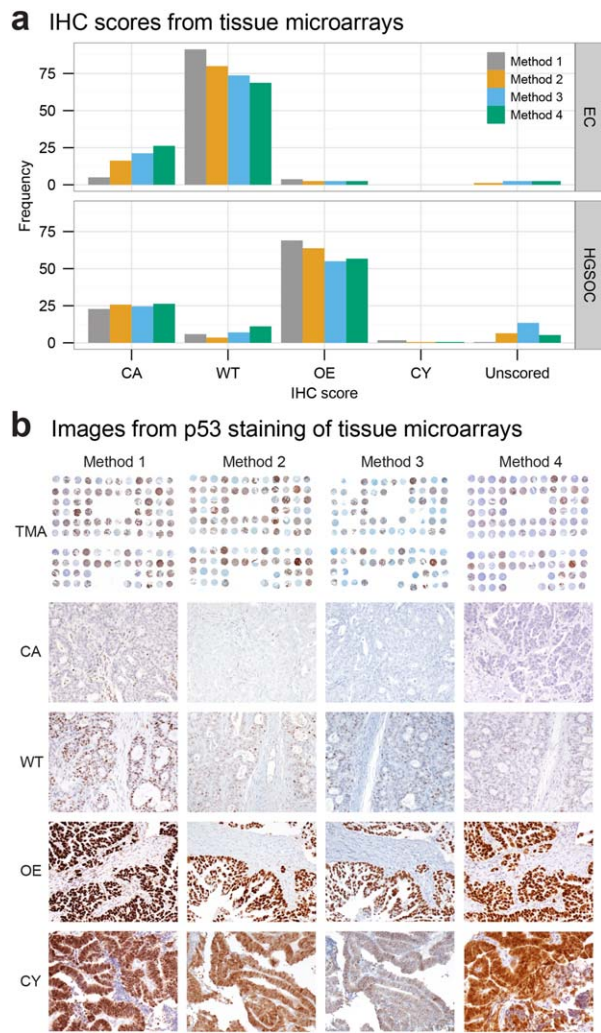 a IHC scores from tissue microarrays
Frequency
75
50
25
0
Method 1
Method 2
Method 3
Method 4
EC
75
50
25
0
HGSOC
CA WT OE CY Unscored
IHC score
b Images from p53 staining of tissue microarrays
Method 1 Method 2 Method 3 Method 4
TMA
CA
WT
OE
CY